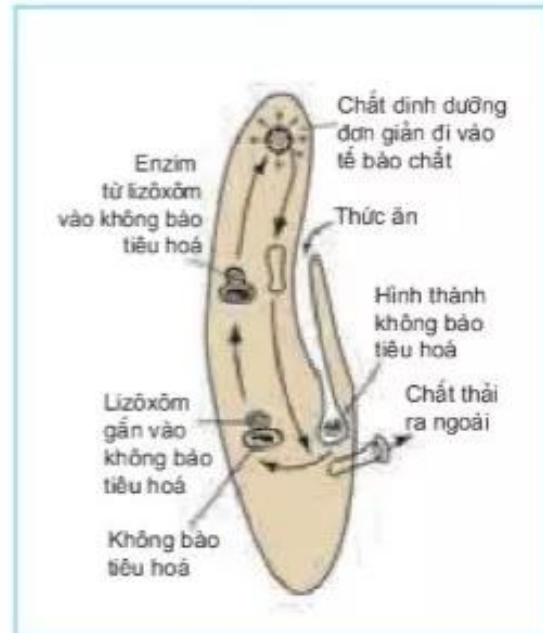 Chất dinh dưỡng
đơn giản đi vào
tế bào chất
Enzim
từ lizôxôm
vào không bào
tiêu hoá
Thức ăn
Hình thành
không bào
tiêu hoá
Chất thải
ra ngoài
Lizôxôm
gắn vào
không bào
tiêu hoá
Không bào
tiêu hoá